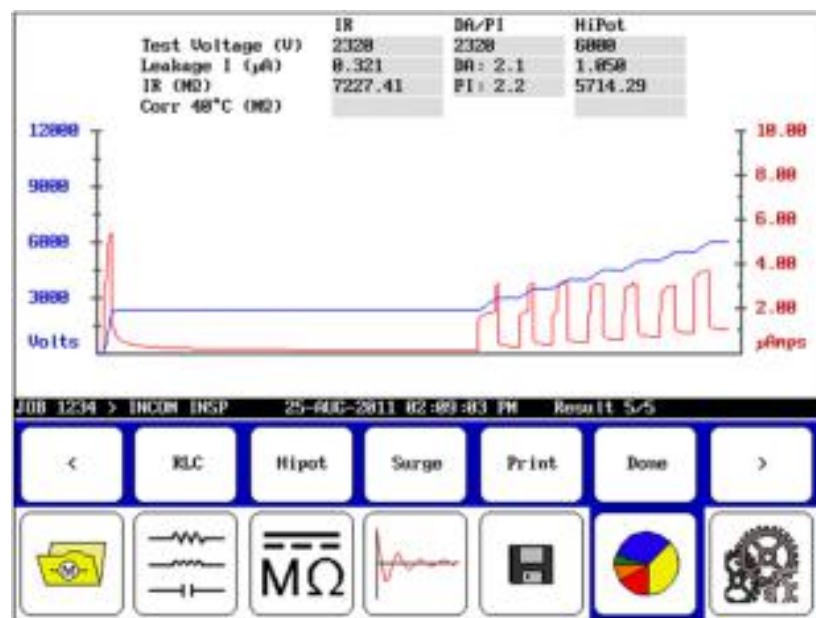 IR DA/PI HiPot
Test Voltage (V) 2320 2320 6000
Leakage I (µA) 0.321 DA: 2.1 1.050
IR (MΩ) 7227.41 PI: 2.2 5714.29
Corr 40°C (MΩ)
12000 10.00
9000 8.00
6000 6.00
3000 4.00
Volts 2.00
µAmps
JOB 1234 > INCOM INSP 25-AUG-2011 02:09:03 PM Result 5/5
< RLC Hipot Surge Print Done >
M MΩ